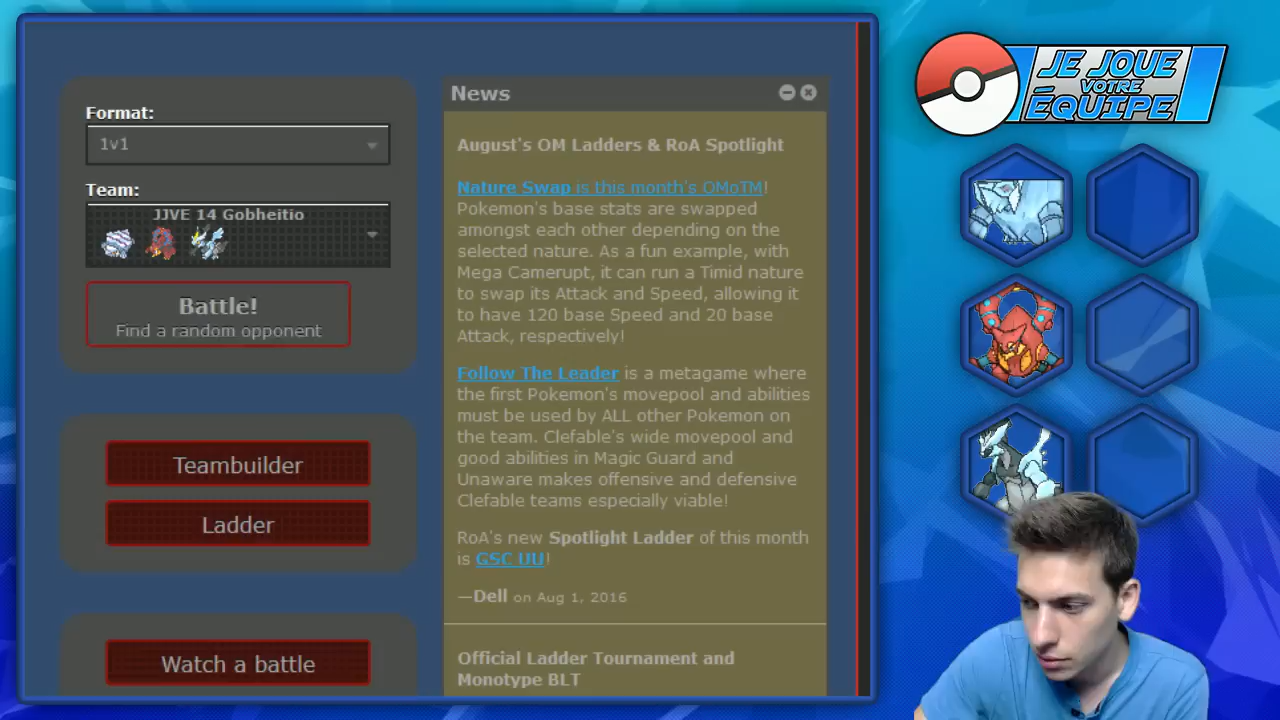 Format:
1v1
Team:
JJVE 14 Gobheitio
Battle!
Find a random opponent
Teambuilder
Ladder
Watch a battle
News
August's OM Ladders & RoA Spotlight
Nature Swap is this month's OMoTM!
Pokemon's base stats are swapped
amongst each other depending on the
selected nature. As a fun example, with
Mega Camerupt, it can run a Timid nature
to swap its Attack and Speed, allowing it
to have 120 base Speed and 20 base
Attack, respectively!
Follow The Leader is a metagame where
the first Pokemon's movepool and abilities
must be used by ALL other Pokemon on
the team. Clefable's wide movepool and
good abilities in Magic Guard and
Unaware makes offensive and defensive
Clefable teams especially viable!
RoA's new Spotlight Ladder of this month
is GSC UU!
—Dell on Aug 1, 2016
Official Ladder Tournament and
Monotype BLT
JE JOUE
VOTRE
ÉQUIPE